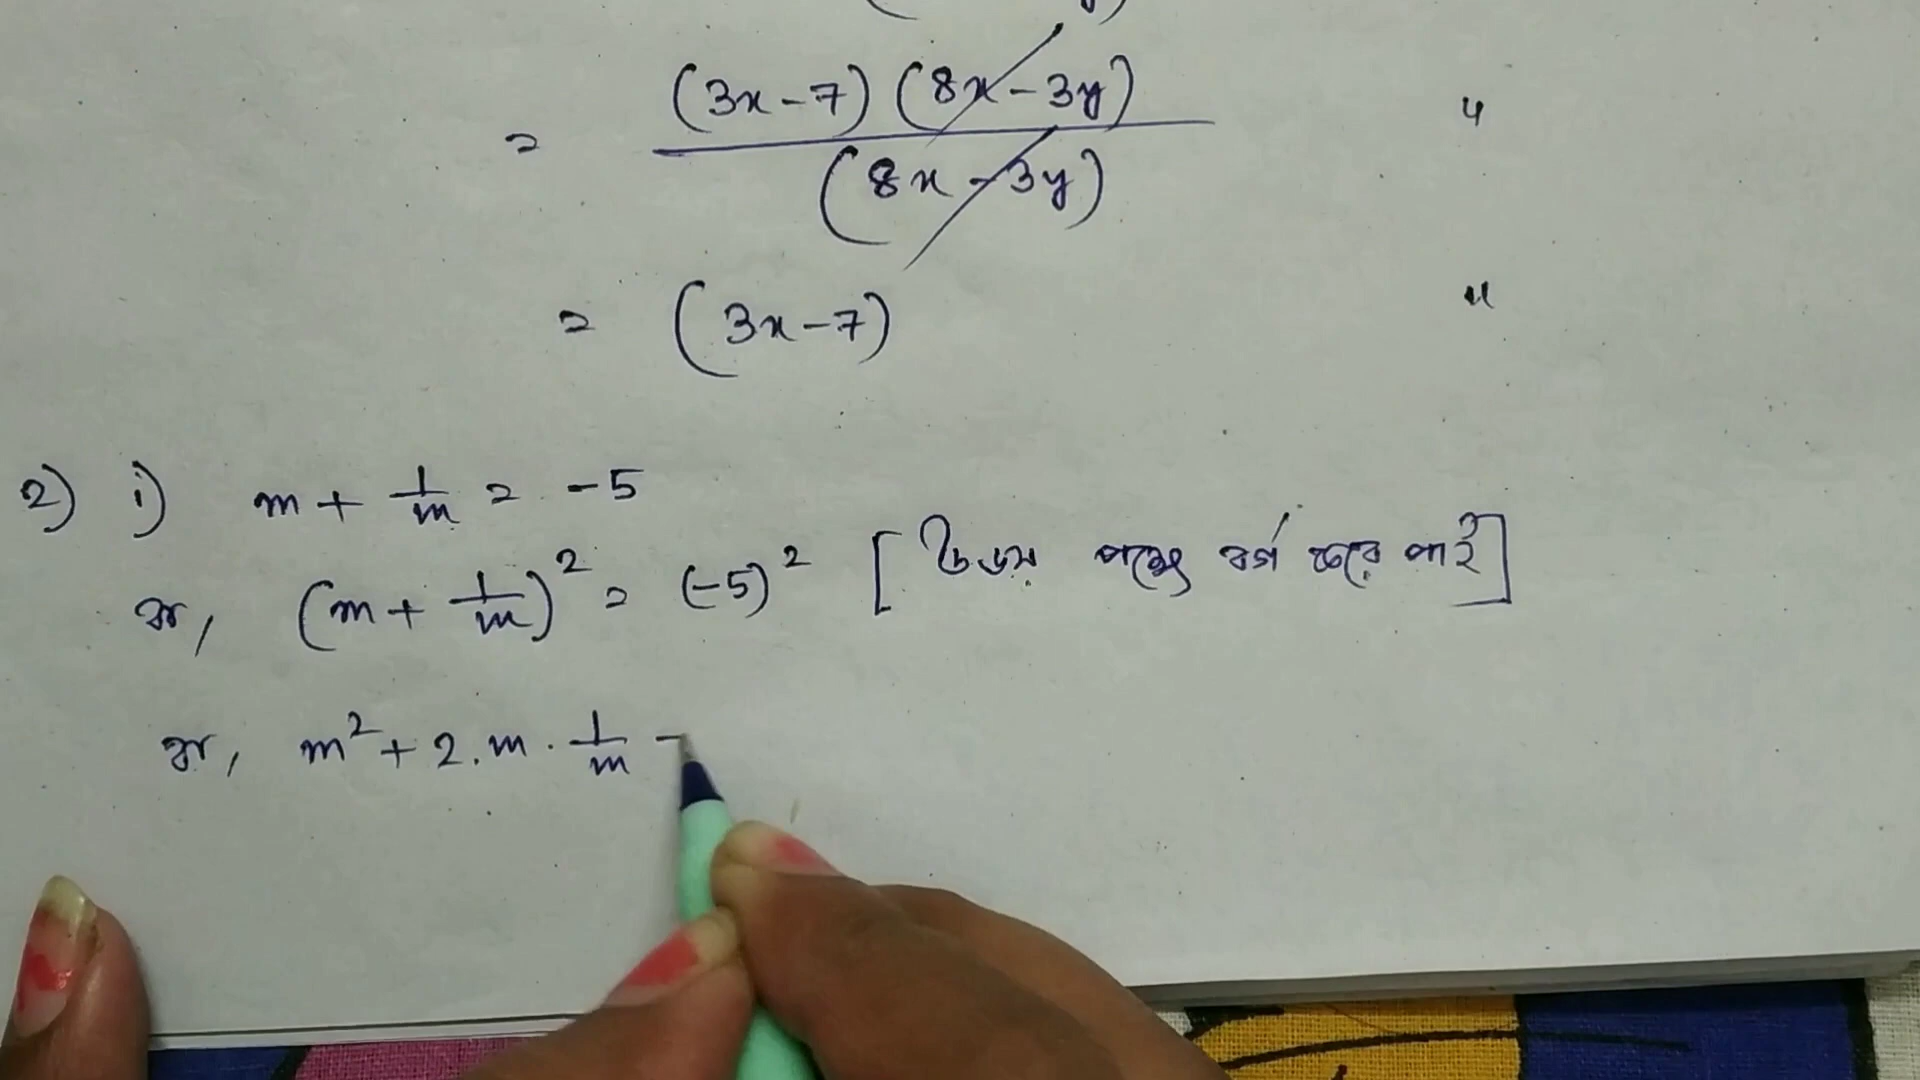 (3x-7) (8x-3y)
= "
(8x-3y)
= (3x-7) "
2) i) m + 1/m = -5
বা, (m + 1/m)² = (-5)² [উভয় পক্ষে বর্গ করে পাই]
বা, m² + 2.m . 1/m